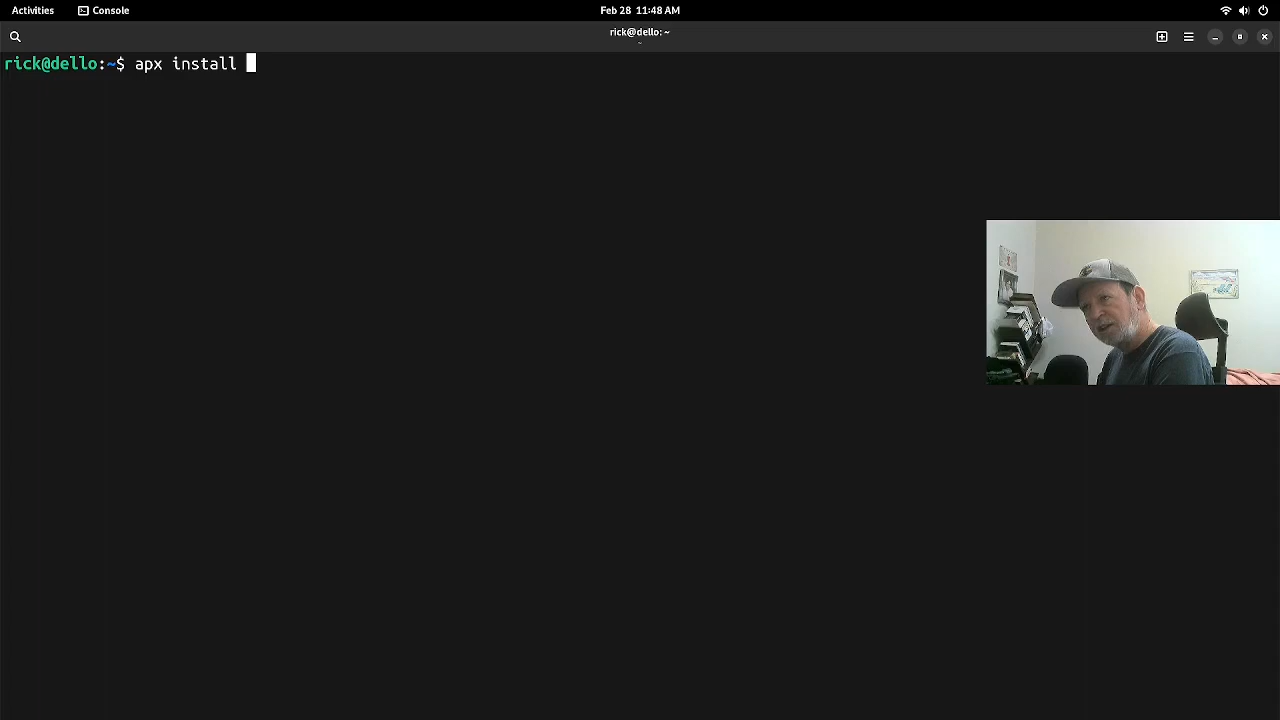 Activities
Console
Feb 28 11:48 AM
rick@dello: ~
~
rick@dello:~$ apx install